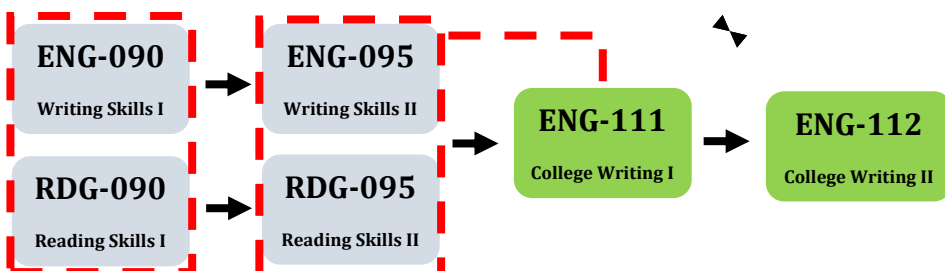 ENG-090
Writing Skills I
ENG-095
Writing Skills II
RDG-090
Reading Skills I
RDG-095
Reading Skills II
ENG-111
College Writing I
ENG-112
College Writing II